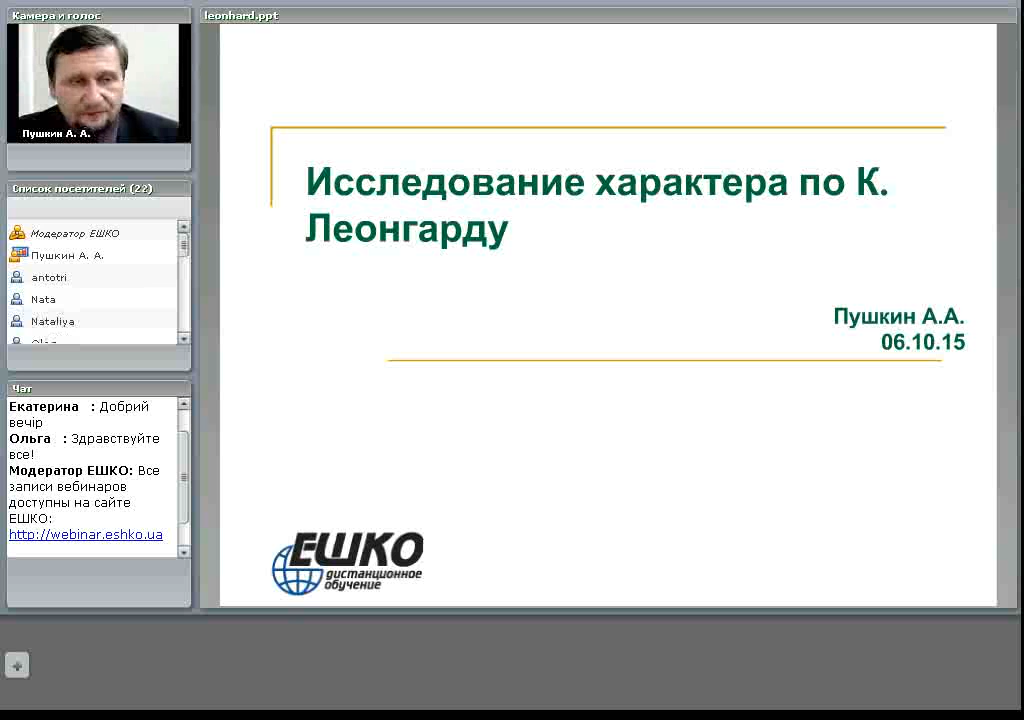 Камера и голос
Пушкин А. А.
Список посетителей (22)
Модератор ЕШКО
Пушкин А. А.
antotri
Nata
Nataliya
Чат
Екатерина : Добрий
вечір
Ольга : Здравствуйте
все!
Модератор ЕШКО: Все
записи вебинаров
доступны на сайте
ЕШКО:
http://webinar.eshko.ua
leonhard.ppt
Исследование характера по К.
Леонгарду
Пушкин А.А.
06.10.15
ЕШКО
дистанционное
обучение